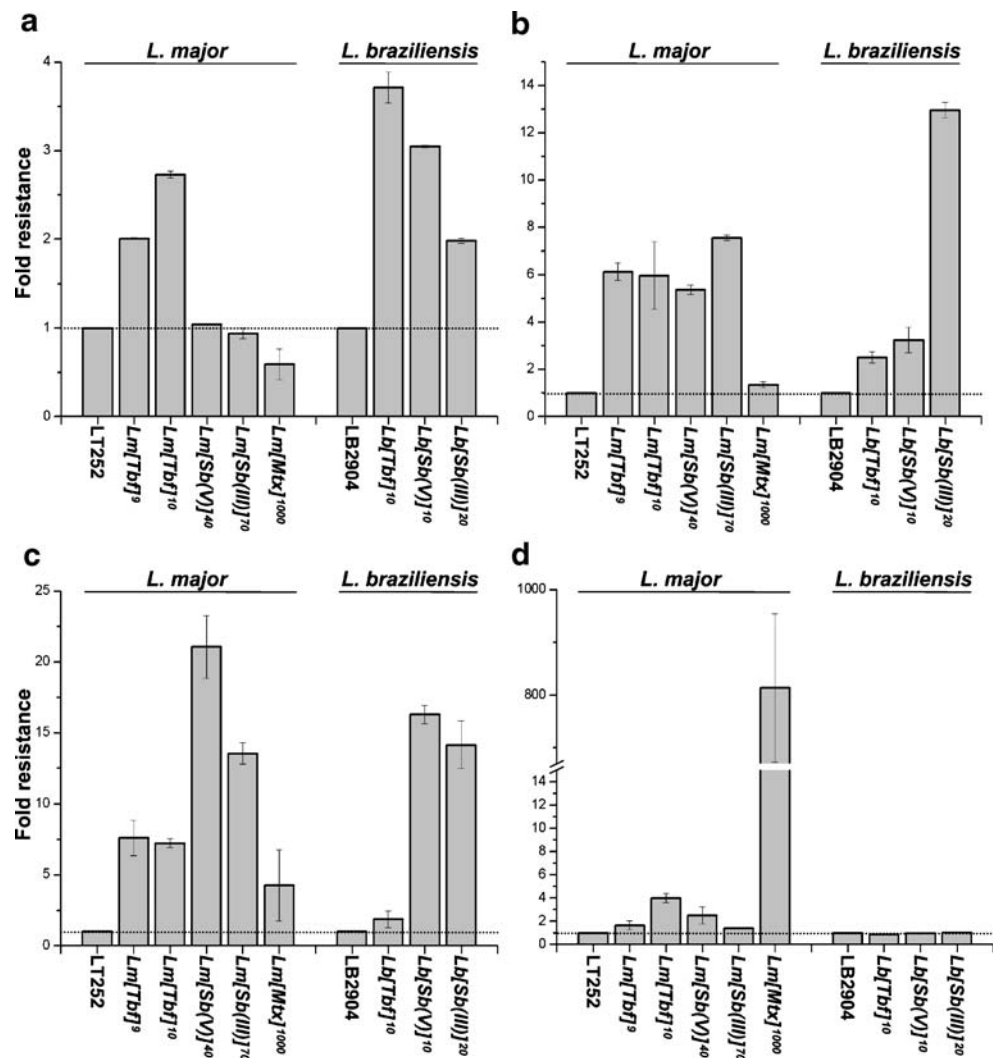 a
L. major
L. braziliensis
Fold resistance
4
3
2
1
0
LT252
Lm[Tbf]⁹
Lm[Tbf]¹⁰
Lm[Sb(V)]⁴⁰
Lm[Sb(III)]⁷⁰
Lm[Mtx]¹⁰⁰⁰
LB2904
Lb[Tbf]¹⁰
Lb[Sb(V)]¹⁰
Lb[Sb(III)]²⁰
b
L. major
L. braziliensis
14
12
10
8
6
4
2
0
LT252
Lm[Tbf]⁹
Lm[Tbf]¹⁰
Lm[Sb(V)]⁴⁰
Lm[Sb(III)]⁷⁰
Lm[Mtx]¹⁰⁰⁰
LB2904
Lb[Tbf]¹⁰
Lb[Sb(V)]¹⁰
Lb[Sb(III)]²⁰
c
L. major
L. braziliensis
Fold resistance
25
20
15
10
5
0
LT252
Lm[Tbf]⁹
Lm[Tbf]¹⁰
Lm[Sb(V)]⁴⁰
Lm[Sb(III)]⁷⁰
Lm[Mtx]¹⁰⁰⁰
LB2904
Lb[Tbf]¹⁰
Lb[Sb(V)]¹⁰
Lb[Sb(III)]²⁰
d
L. major
L. braziliensis
1000
800
14
12
10
8
6
4
2
0
LT252
Lm[Tbf]⁹
Lm[Tbf]¹⁰
Lm[Sb(V)]⁴⁰
Lm[Sb(III)]⁷⁰
Lm[Mtx]¹⁰⁰⁰
LB2904
Lb[Tbf]¹⁰
Lb[Sb(V)]¹⁰
Lb[Sb(III)]²⁰